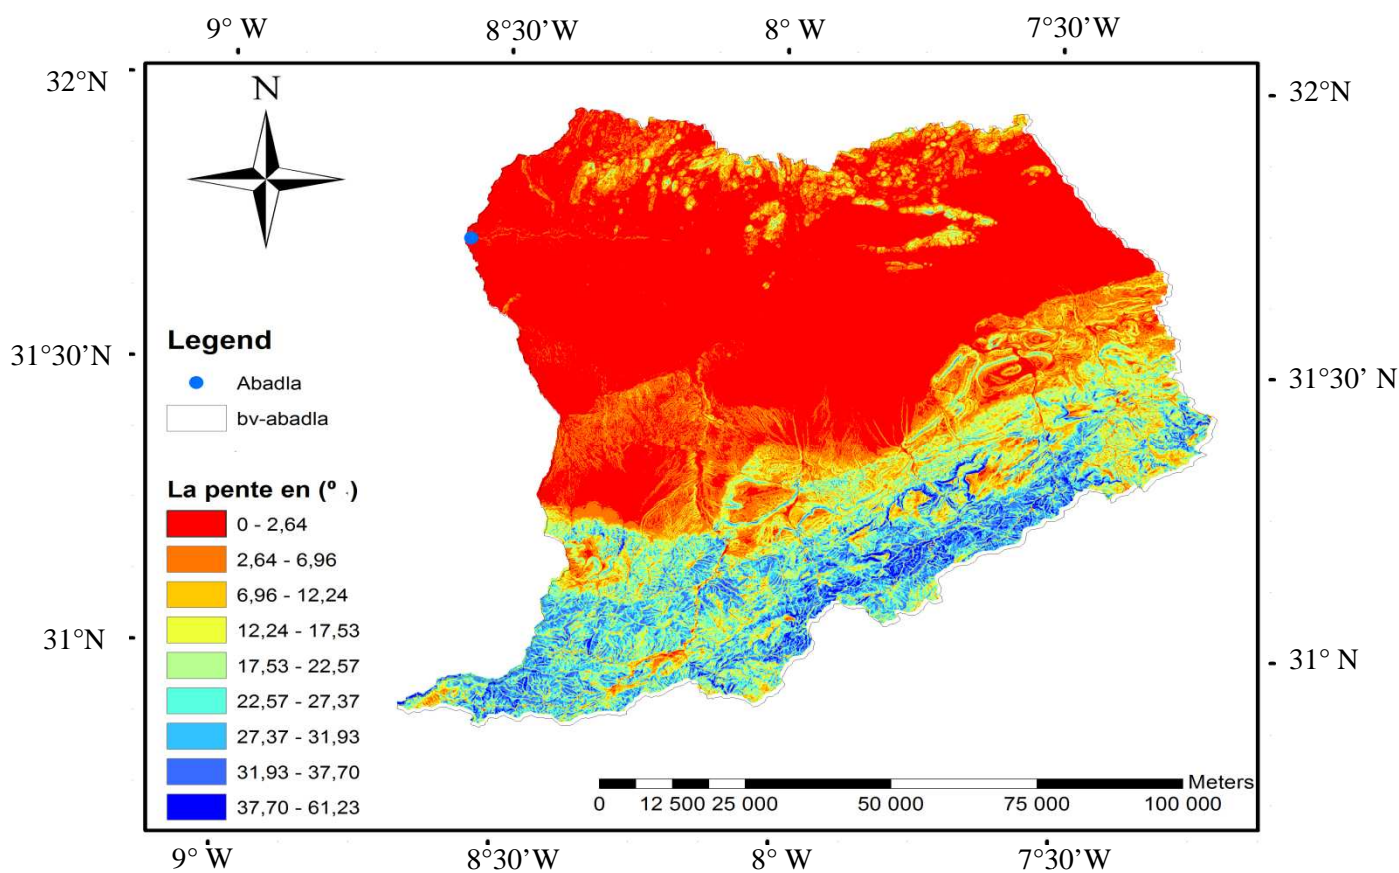 9° W 8°30’W 8° W 7°30’W
32°N
32°N
N
Legend
31°30’N
31°30’ N
Abadla
bv-abadla
La pente en (º .)
0 - 2,64
2,64 - 6,96
6,96 - 12,24
12,24 - 17,53
31°N
31° N
17,53 - 22,57
22,57 - 27,37
27,37 - 31,93
31,93 - 37,70
37,70 - 61,23
Meters
0 12 500 25 000 50 000 75 000 100 000
9° W 8°30’W 8° W 7°30’W